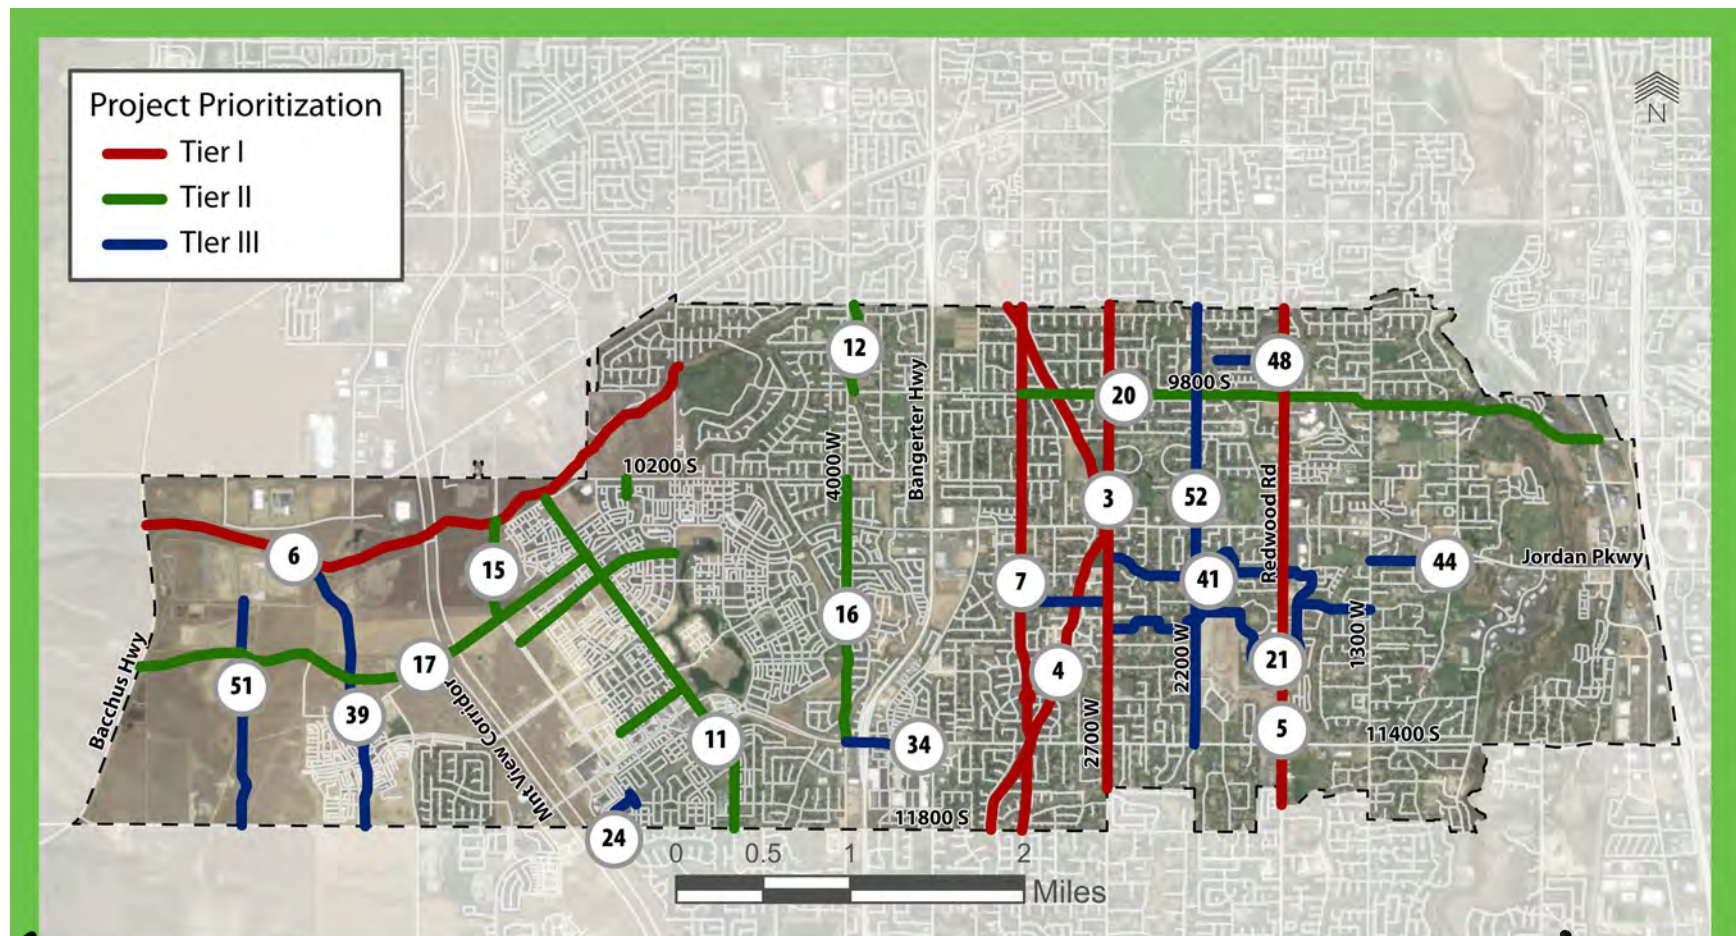 Project Prioritization
Tier I
Tier II
TIer III
N
12
48
9800 S
20
Bangerter Hwy
10200 S
4000 W
3
52
Redwood Rd
6
15
7
41
44
Jordan Pkwy
16
1300 W
Bacchus Hwy
17
4
2200 W
21
51
39
Mnt View Corridor
11
34
2700 W
5
11400 S
24
11800 S
0 0.5 1 2
Miles